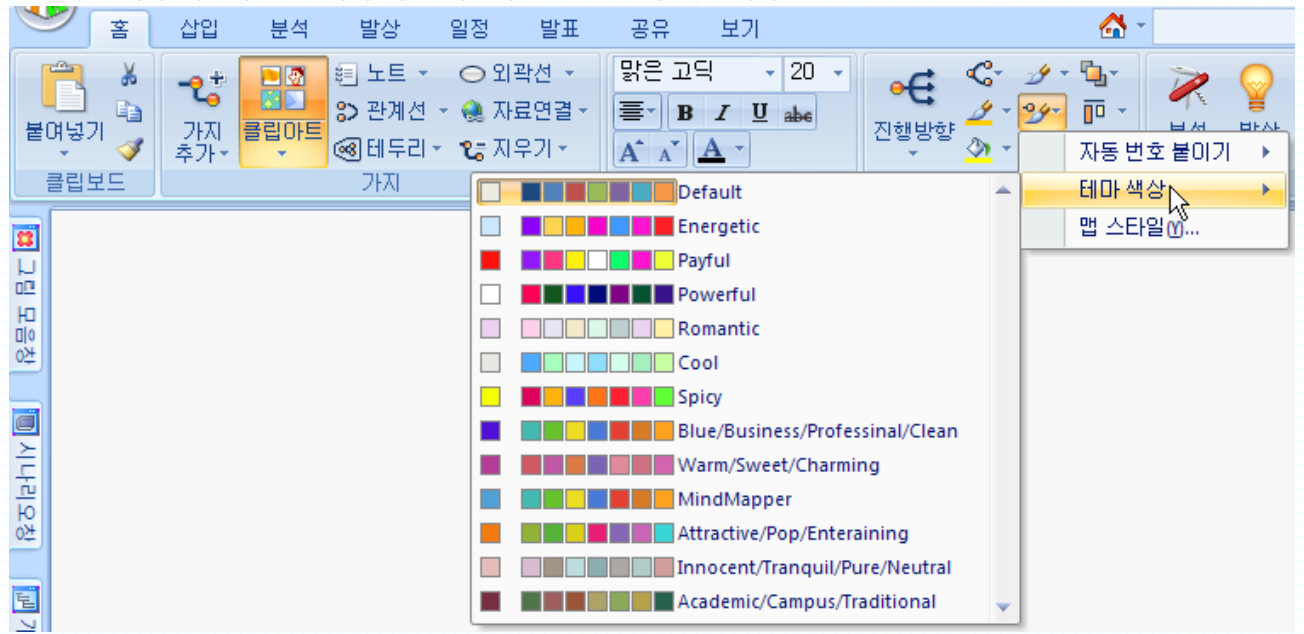 홈 삽입 분석 발상 일정 발표 공유 보기
노트 외곽선 맑은 고딕 20
관계선 자료연결 B I U abe
붙여넣기 가지 추가 클립아트 테두리 지우기 A A A 진행방향
클립보드 가지
자동 번호 붙이기
테마 색상
맵 스타일(Y)...
Default
Energetic
Payful
Powerful
Romantic
Cool
Spicy
Blue/Business/Professinal/Clean
Warm/Sweet/Charming
MindMapper
Attractive/Pop/Enteraining
Innocent/Tranquil/Pure/Neutral
Academic/Campus/Traditional
그림 모음창
시나리오창